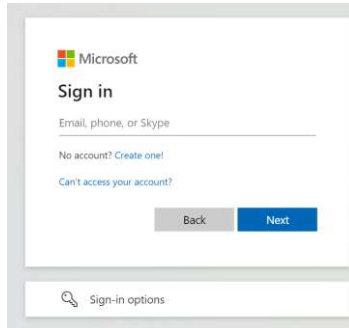 Microsoft
Sign in
Email, phone, or Skype
No account? Create one!
Can't access your account?
Back Next
Sign-in options